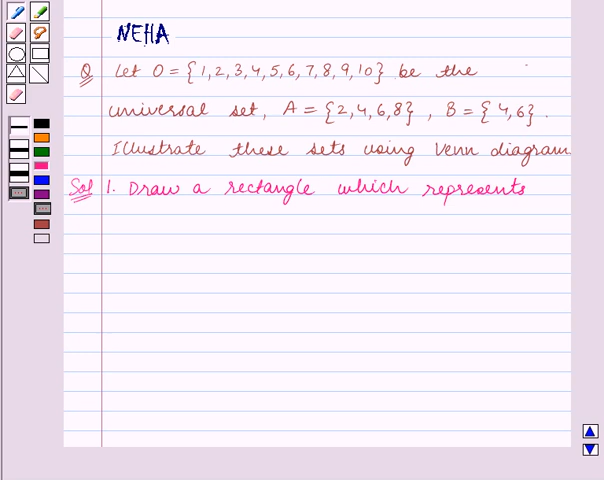 NEHA
Q Let O = {1,2,3,4,5,6,7,8,9,10} be the
universal set, A = {2,4,6,8}, B = {4,6}.
Illustrate these sets using Venn diagram.
Sol 1. Draw a rectangle which represents